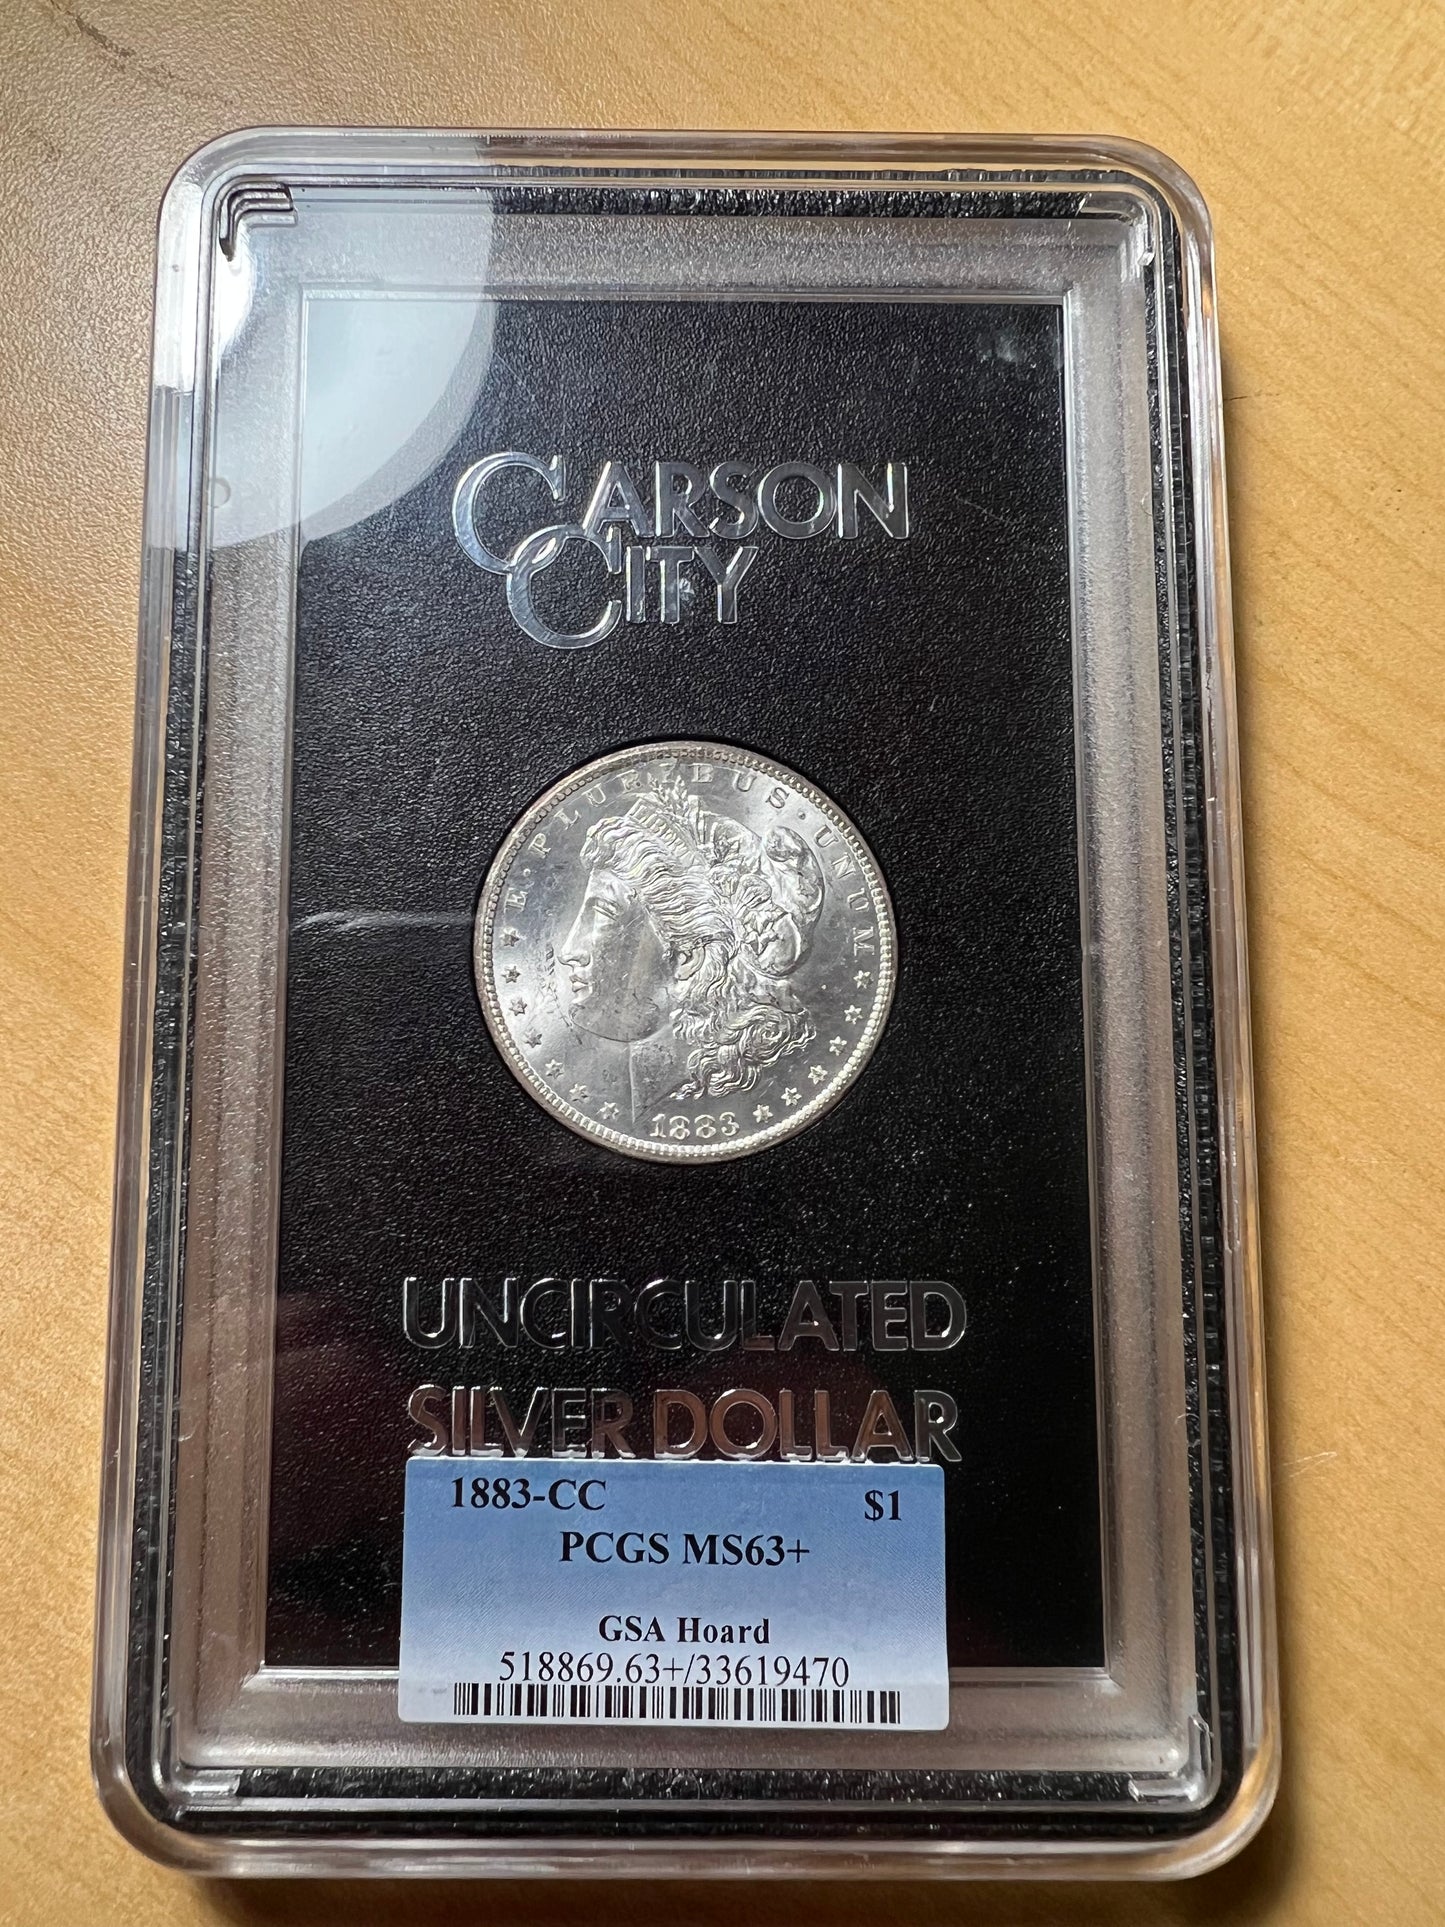 CARSON
CITY
E · PLURIBUS · UNUM
1883
UNCIRCULATED
SILVER DOLLAR
1883-CC $1
PCGS MS63+
GSA Hoard
518869.63+/33619470